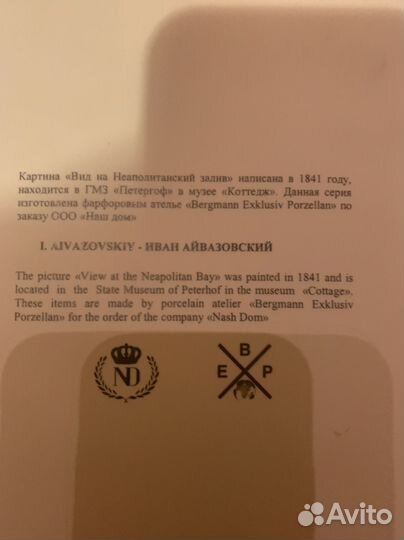 Картина «Вид на Неаполитанский залив» написана в 1841 году,
находится в ГМЗ «Петергоф» в музее «Коттедж». Данная серия
изготовлена фарфоровым ателье «Bergmann Exklusiv Porzellan» по
заказу ООО «Наш дом»
I. AIVAZOVSKIY - ИВАН АЙВАЗОВСКИЙ
The picture «View at the Neapolitan Bay» was painted in 1841 and is
located in the State Museum of Peterhof in the museum «Cottage».
These items are made by porcelain atelier «Bergmann Exklusiv
Porzellan» for the order of the company «Nash Dom»
ND
B
E P
Avito